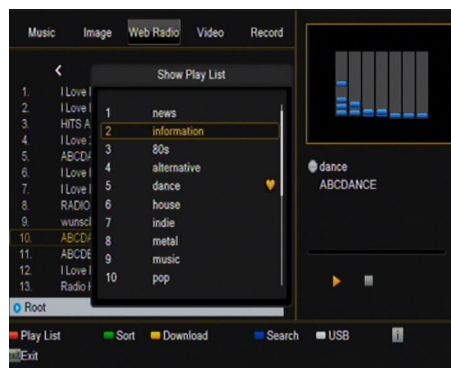 Music Image Web Radio Video Record
Show Play List
1. I Love
2. I Love
3. HITS A
4. I Love
5. ABCDA
6. I Love
7. I Love
8. RADIO
9. wunsc
10. ABCDA
11. ABCDE
12. I Love
13. Radio
1 news
2 information
3 80s
4 alternative
5 dance
6 house
7 indie
8 metal
9 music
10 pop
dance
ABCDANCE
Root
Play List Sort Download Search USB i
Exit